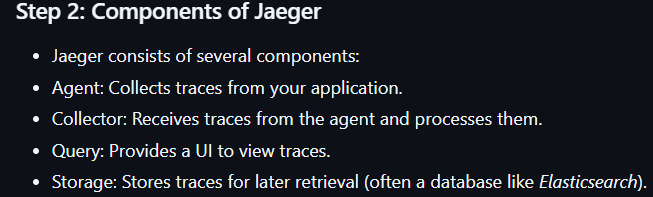 Step 2: Components of Jaeger
• Jaeger consists of several components:
• Agent: Collects traces from your application.
• Collector: Receives traces from the agent and processes them.
• Query: Provides a UI to view traces.
• Storage: Stores traces for later retrieval (often a database like Elasticsearch).